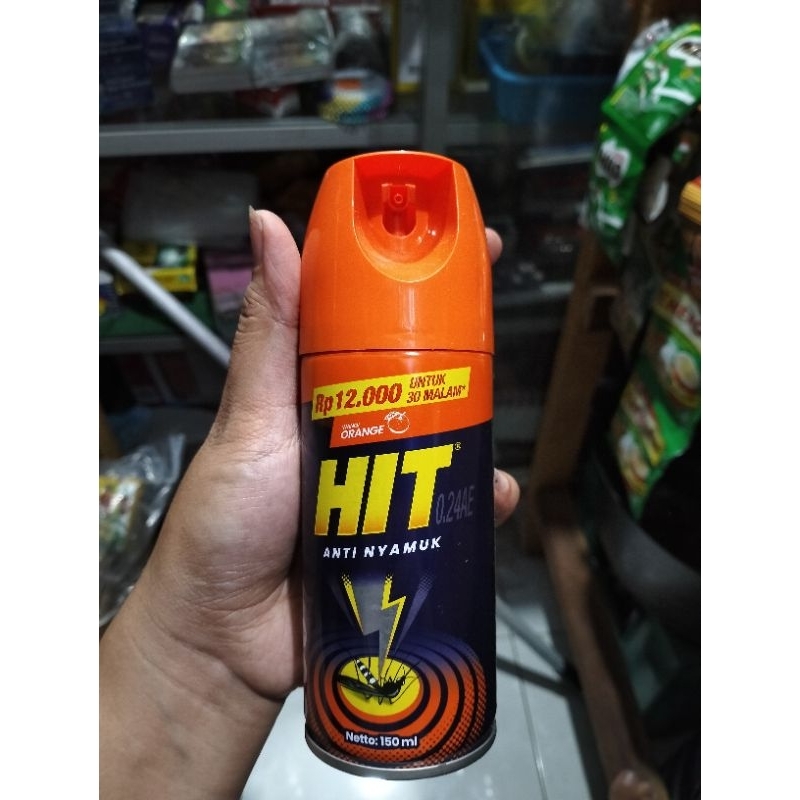 Rp12.000 UNTUK
30 MALAM*
ORANGE
HIT®
0.24AE
ANTI NYAMUK
Netto: 150 ml